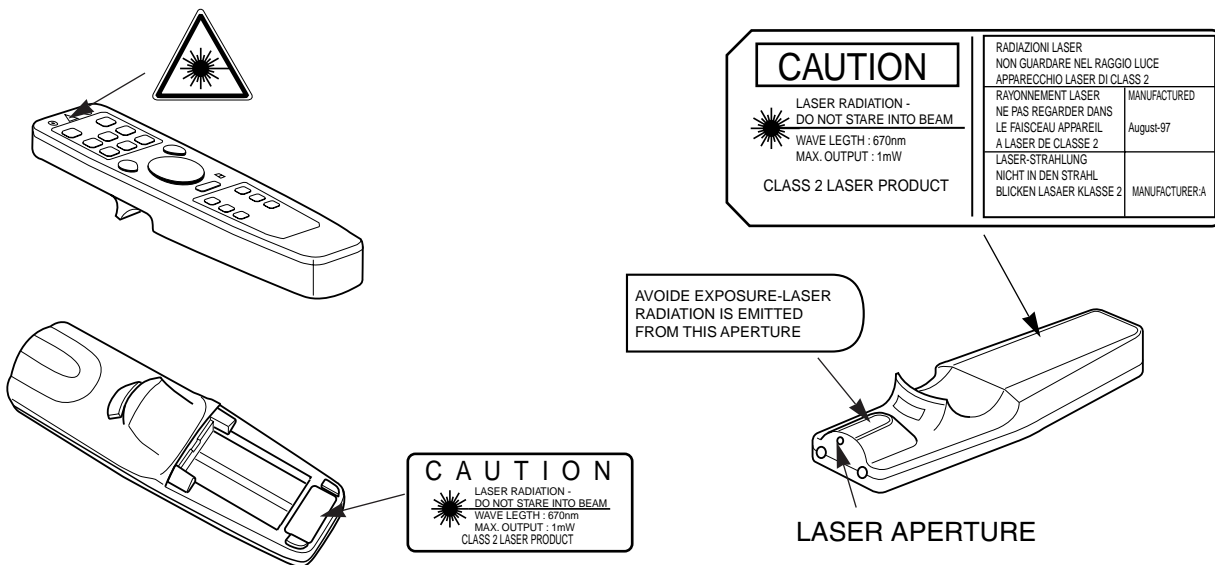 CAUTION
LASER RADIATION -
DO NOT STARE INTO BEAM
WAVE LEGTH : 670nm
MAX. OUTPUT : 1mW
CLASS 2 LASER PRODUCT
RADIAZIONI LASER
NON GUARDARE NEL RAGGIO LUCE
APPARECCHIO LASER DI CLASS 2
RAYONNEMENT LASER
NE PAS REGARDER DANS
LE FAISCEAU APPAREIL
A LASER DE CLASSE 2
MANUFACTURED
August-97
LASER-STRAHLUNG
NICHT IN DEN STRAHL
BLICKEN LASAER KLASSE 2
MANUFACTURER:A
AVOIDE EXPOSURE-LASER
RADIATION IS EMITTED
FROM THIS APERTURE
CAUTION
LASER RADIATION -
DO NOT STARE INTO BEAM
WAVE LEGTH : 670nm
MAX. OUTPUT : 1mW
CLASS 2 LASER PRODUCT
LASER APERTURE